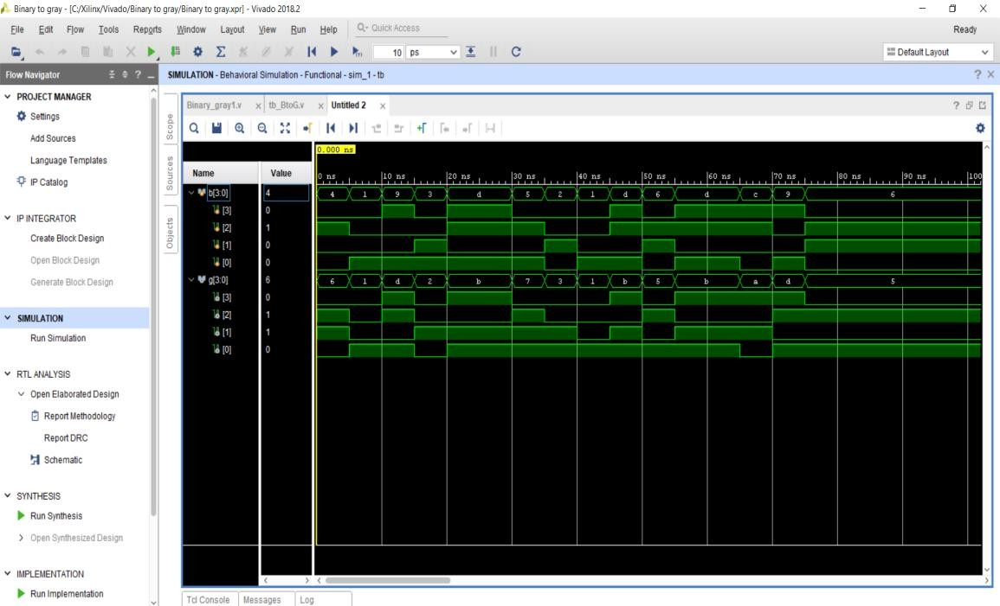 Binary to gray - [C:/Xilinx/Vivado/Binary to gray/Binary to gray.xpr] - Vivado 2018.2
File Edit Flow Tools Reports Window Layout View Run Help Quick Access Ready
10 ps Default Layout
Flow Navigator
SIMULATION - Behavioral Simulation - Functional - sim_1 - tb
PROJECT MANAGER
Settings
Add Sources
Language Templates
IP Catalog
IP INTEGRATOR
Create Block Design
Open Block Design
Generate Block Design
SIMULATION
Run Simulation
RTL ANALYSIS
Open Elaborated Design
Report Methodology
Report DRC
Schematic
SYNTHESIS
Run Synthesis
Open Synthesized Design
IMPLEMENTATION
Run Implementation
Scope
Sources
Objects
Binary_gray1.v tb_BtoG.v Untitled 2
0.000 ns
Name Value 0 ns 10 ns 20 ns 30 ns 40 ns 50 ns 60 ns 70 ns 80 ns 90 ns 100
b[3:0] 4 4 1 9 3 d 5 2 1 d 6 d c 9 6
[3] 0
[2] 1
[1] 0
[0] 0
g[3:0] 6 6 1 d 2 b 7 3 1 b 5 b a d 5
[3] 0
[2] 1
[1] 1
[0] 0
Tcl Console Messages Log